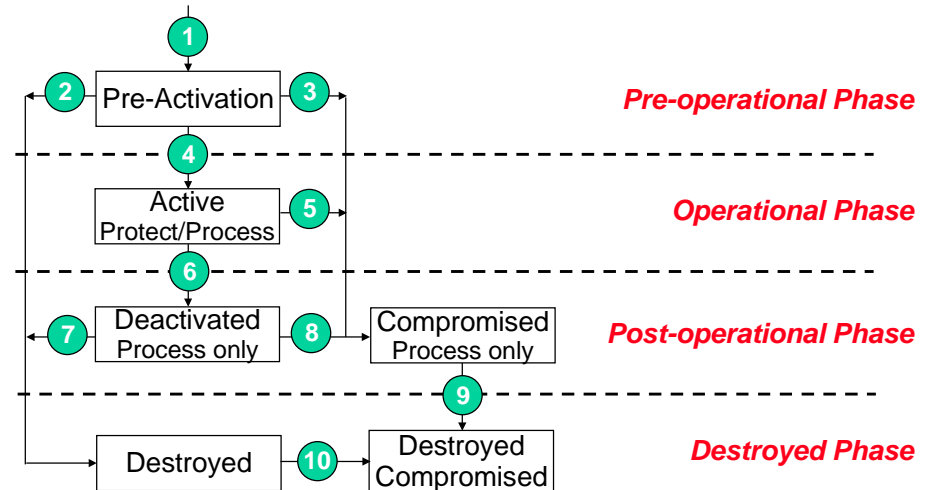 1
2
Pre-Activation
3
Pre-operational Phase
4
Active
Protect/Process
5
Operational Phase
6
7
Deactivated
Process only
8
Compromised
Process only
Post-operational Phase
9
Destroyed
10
Destroyed
Compromised
Destroyed Phase